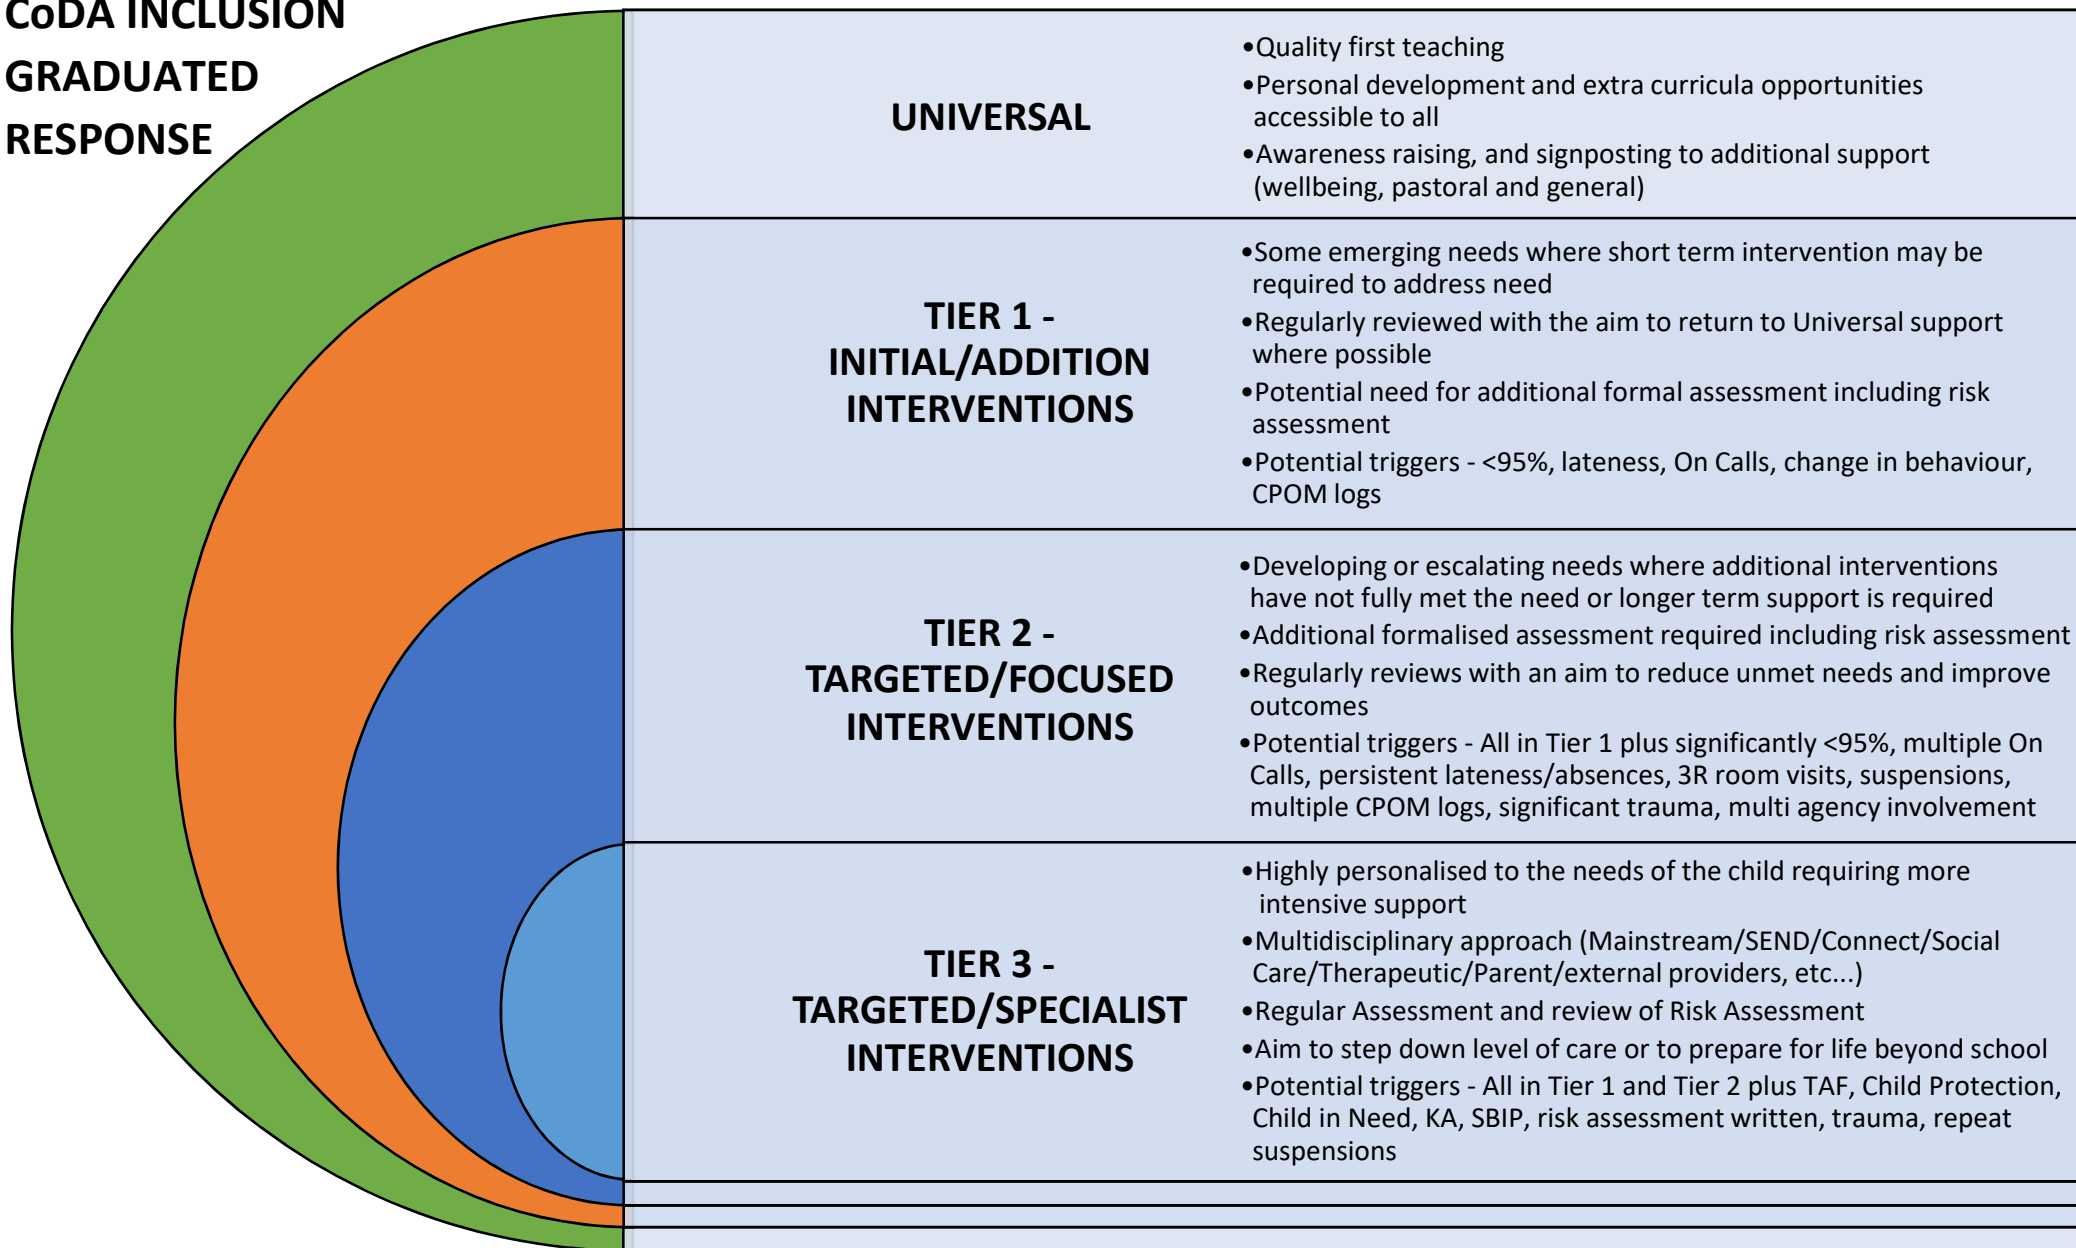 CoDA INCLUSION
GRADUATED
RESPONSE
UNIVERSAL
•Quality first teaching
•Personal development and extra curricula opportunities
accessible to all
•Awareness raising, and signposting to additional support
(wellbeing, pastoral and general)
TIER 1 -
INITIAL/ADDITION
INTERVENTIONS
•Some emerging needs where short term intervention may be
required to address need
•Regularly reviewed with the aim to return to Universal support
where possible
•Potential need for additional formal assessment including risk
assessment
•Potential triggers - <95%, lateness, On Calls, change in behaviour,
CPOM logs
TIER 2 -
TARGETED/FOCUSED
INTERVENTIONS
•Developing or escalating needs where additional interventions
have not fully met the need or longer term support is required
•Additional formalised assessment required including risk assessment
•Regularly reviews with an aim to reduce unmet needs and improve
outcomes
•Potential triggers - All in Tier 1 plus significantly <95%, multiple On
Calls, persistent lateness/absences, 3R room visits, suspensions,
multiple CPOM logs, significant trauma, multi agency involvement
TIER 3 -
TARGETED/SPECIALIST
INTERVENTIONS
•Highly personalised to the needs of the child requiring more
intensive support
•Multidisciplinary approach (Mainstream/SEND/Connect/Social
Care/Therapeutic/Parent/external providers, etc...)
•Regular Assessment and review of Risk Assessment
•Aim to step down level of care or to prepare for life beyond school
•Potential triggers - All in Tier 1 and Tier 2 plus TAF, Child Protection,
Child in Need, KA, SBIP, risk assessment written, trauma, repeat
suspensions